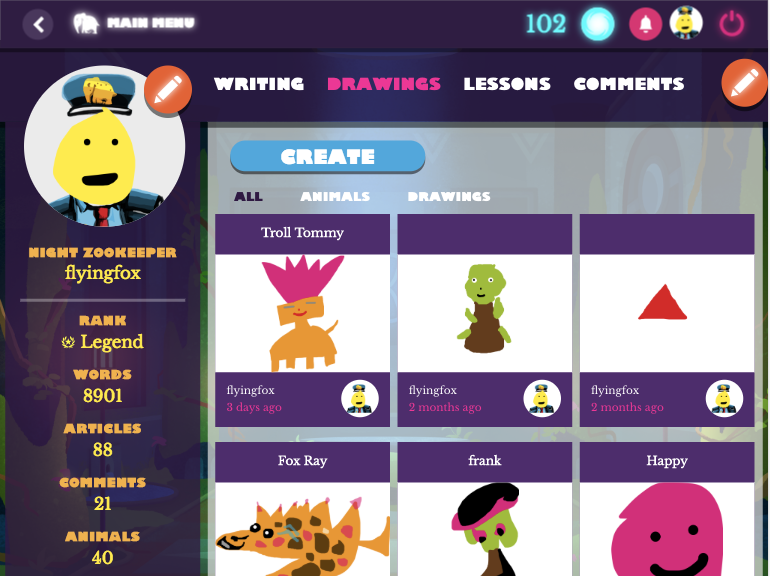 MAIN MENU
102
WRITING DRAWINGS LESSONS COMMENTS
CREATE
ALL ANIMALS DRAWINGS
NIGHT ZOOKEEPER
flyingfox
RANK
Legend
WORDS
8901
ARTICLES
88
COMMENTS
21
ANIMALS
40
Troll Tommy
flyingfox
3 days ago
flyingfox
2 months ago
flyingfox
2 months ago
Fox Ray
frank
Happy